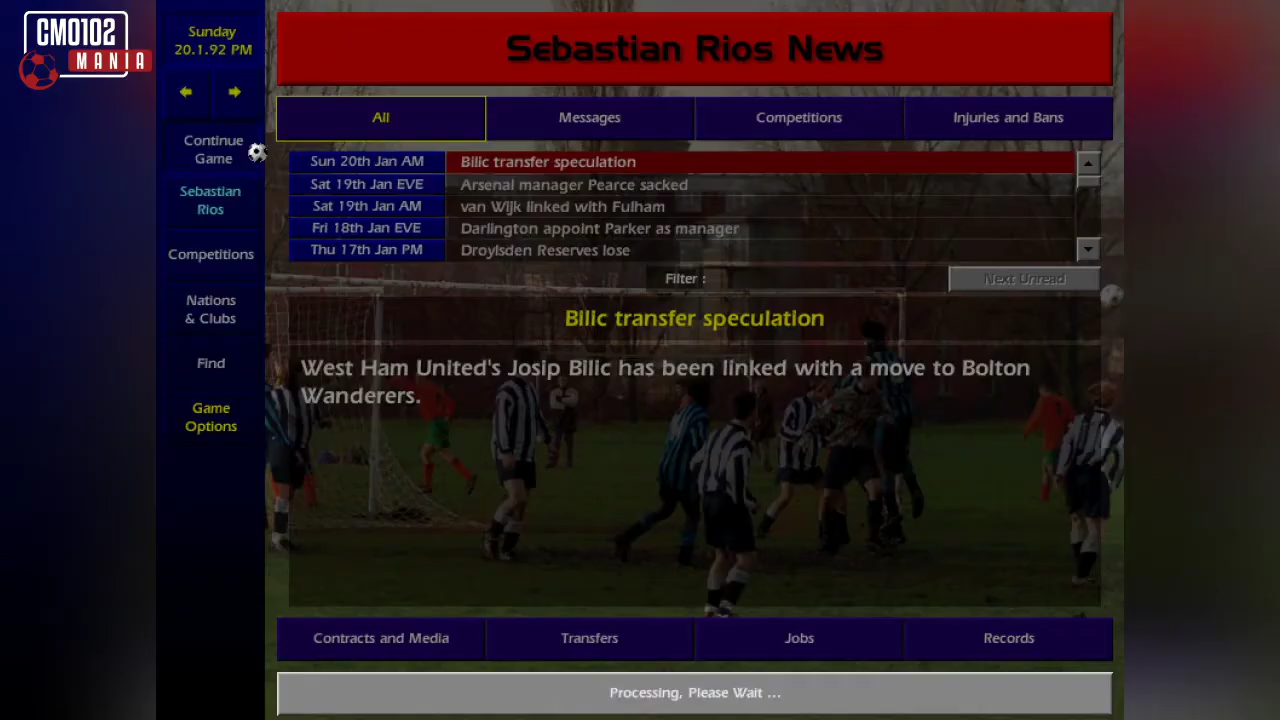 CM0102
MANIA
Sunday
20.1.92 PM
Continue
Game
Sebastian
Rios
Competitions
Nations
& Clubs
Find
Game
Options
Sebastian Rios News
All
Messages
Competitions
Injuries and Bans
Sun 20th Jan AM Bilic transfer speculation
Sat 19th Jan EVE Arsenal manager Pearce sacked
Sat 19th Jan AM van Wijk linked with Fulham
Fri 18th Jan EVE Darlington appoint Parker as manager
Thu 17th Jan PM Droylsden Reserves lose
Filter :
Next Unread
Bilic transfer speculation
West Ham United's Josip Bilic has been linked with a move to Bolton
Wanderers.
Contracts and Media
Transfers
Jobs
Records
Processing, Please Wait ...